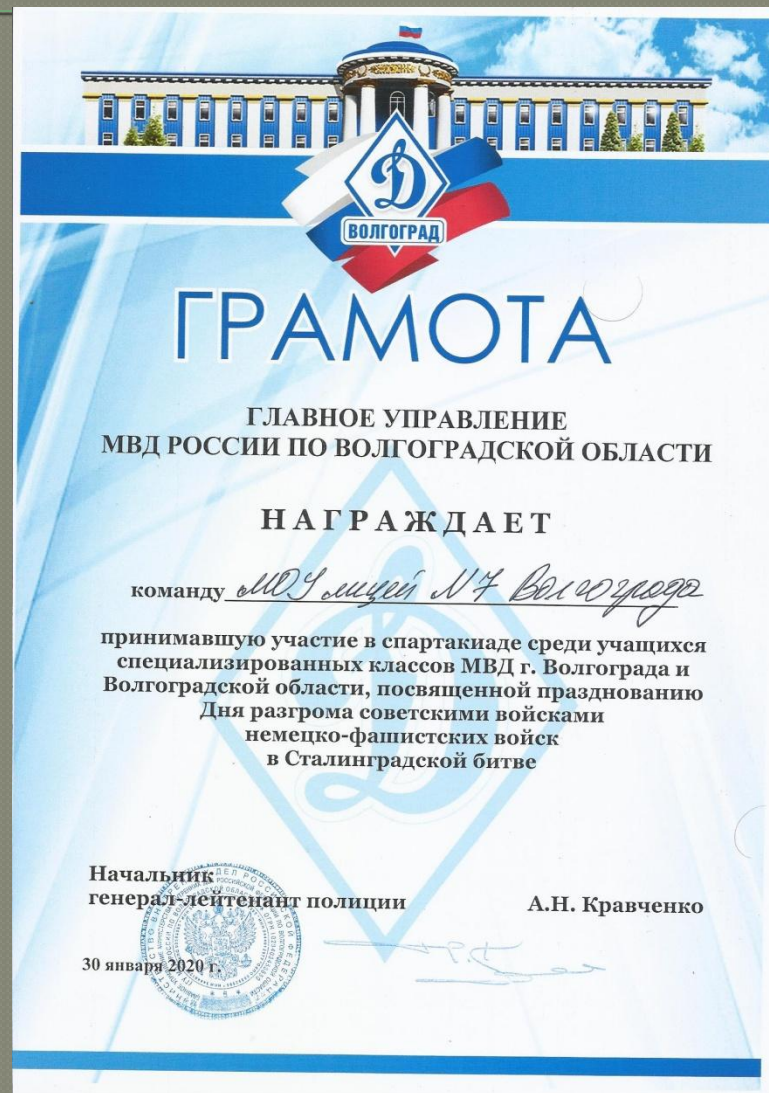 Д
ВОЛГОГРАД
ГРАМОТА
ГЛАВНОЕ УПРАВЛЕНИЕ
МВД РОССИИ ПО ВОЛГОГРАДСКОЙ ОБЛАСТИ
НАГРАЖДАЕТ
команду МОУ лицей №7 Волгограда
принимавшую участие в спартакиаде среди учащихся
специализированных классов МВД г. Волгограда и
Волгоградской области, посвященной празднованию
Дня разгрома советскими войсками
немецко-фашистских войск
в Сталинградской битве
Начальник
генерал-лейтенант полиции А.Н. Кравченко
30 января 2020 г.